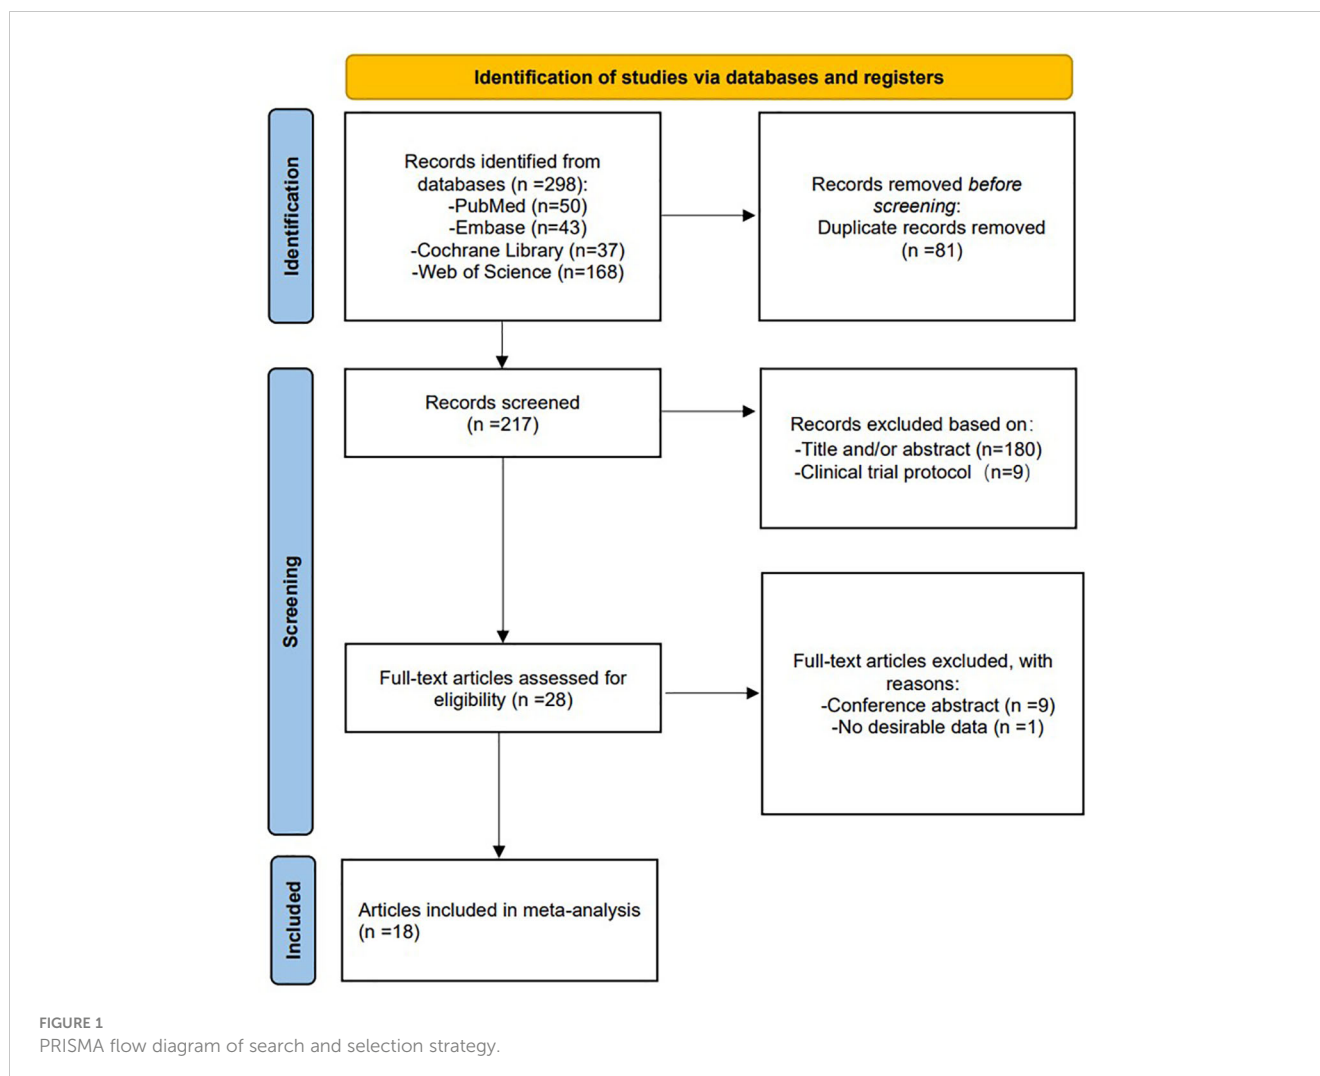 Identification of studies via databases and registers
Identification
Records identified from
databases (n =298):
-PubMed (n=50)
-Embase (n=43)
-Cochrane Library (n=37)
-Web of Science (n=168)
Records removed before
screening:
Duplicate records removed
(n =81)
Screening
Records screened
(n =217)
Records excluded based on:
-Title and/or abstract (n=180)
-Clinical trial protocol （n=9）
Full-text articles assessed for
eligibility (n =28)
Full-text articles excluded, with
reasons:
-Conference abstract (n =9)
-No desirable data (n =1)
Included
Articles included in meta-analysis
(n =18)
FIGURE 1
PRISMA flow diagram of search and selection strategy.